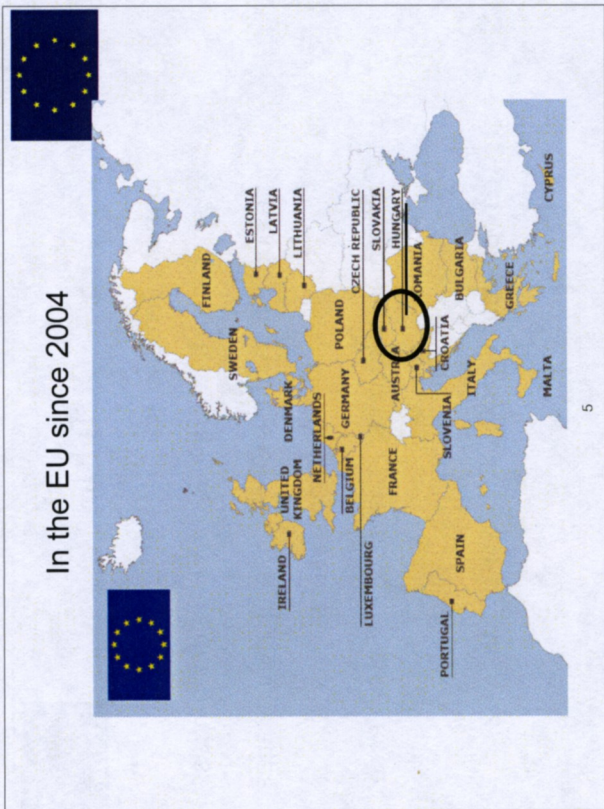 In the EU since 2004
FINLAND
SWEDEN
ESTONIA
LATVIA
LITHUANIA
DENMARK
UNITED
KINGDOM
IRELAND
NETHERLANDS
BELGIUM
GERMANY
POLAND
LUXEMBOURG
CZECH REPUBLIC
SLOVAKIA
HUNGARY
AUSTRIA
FRANCE
OMANIA
CROATIA
SLOVENIA
BULGARIA
ITALY
PORTUGAL
SPAIN
GREECE
MALTA
CYPRUS
5